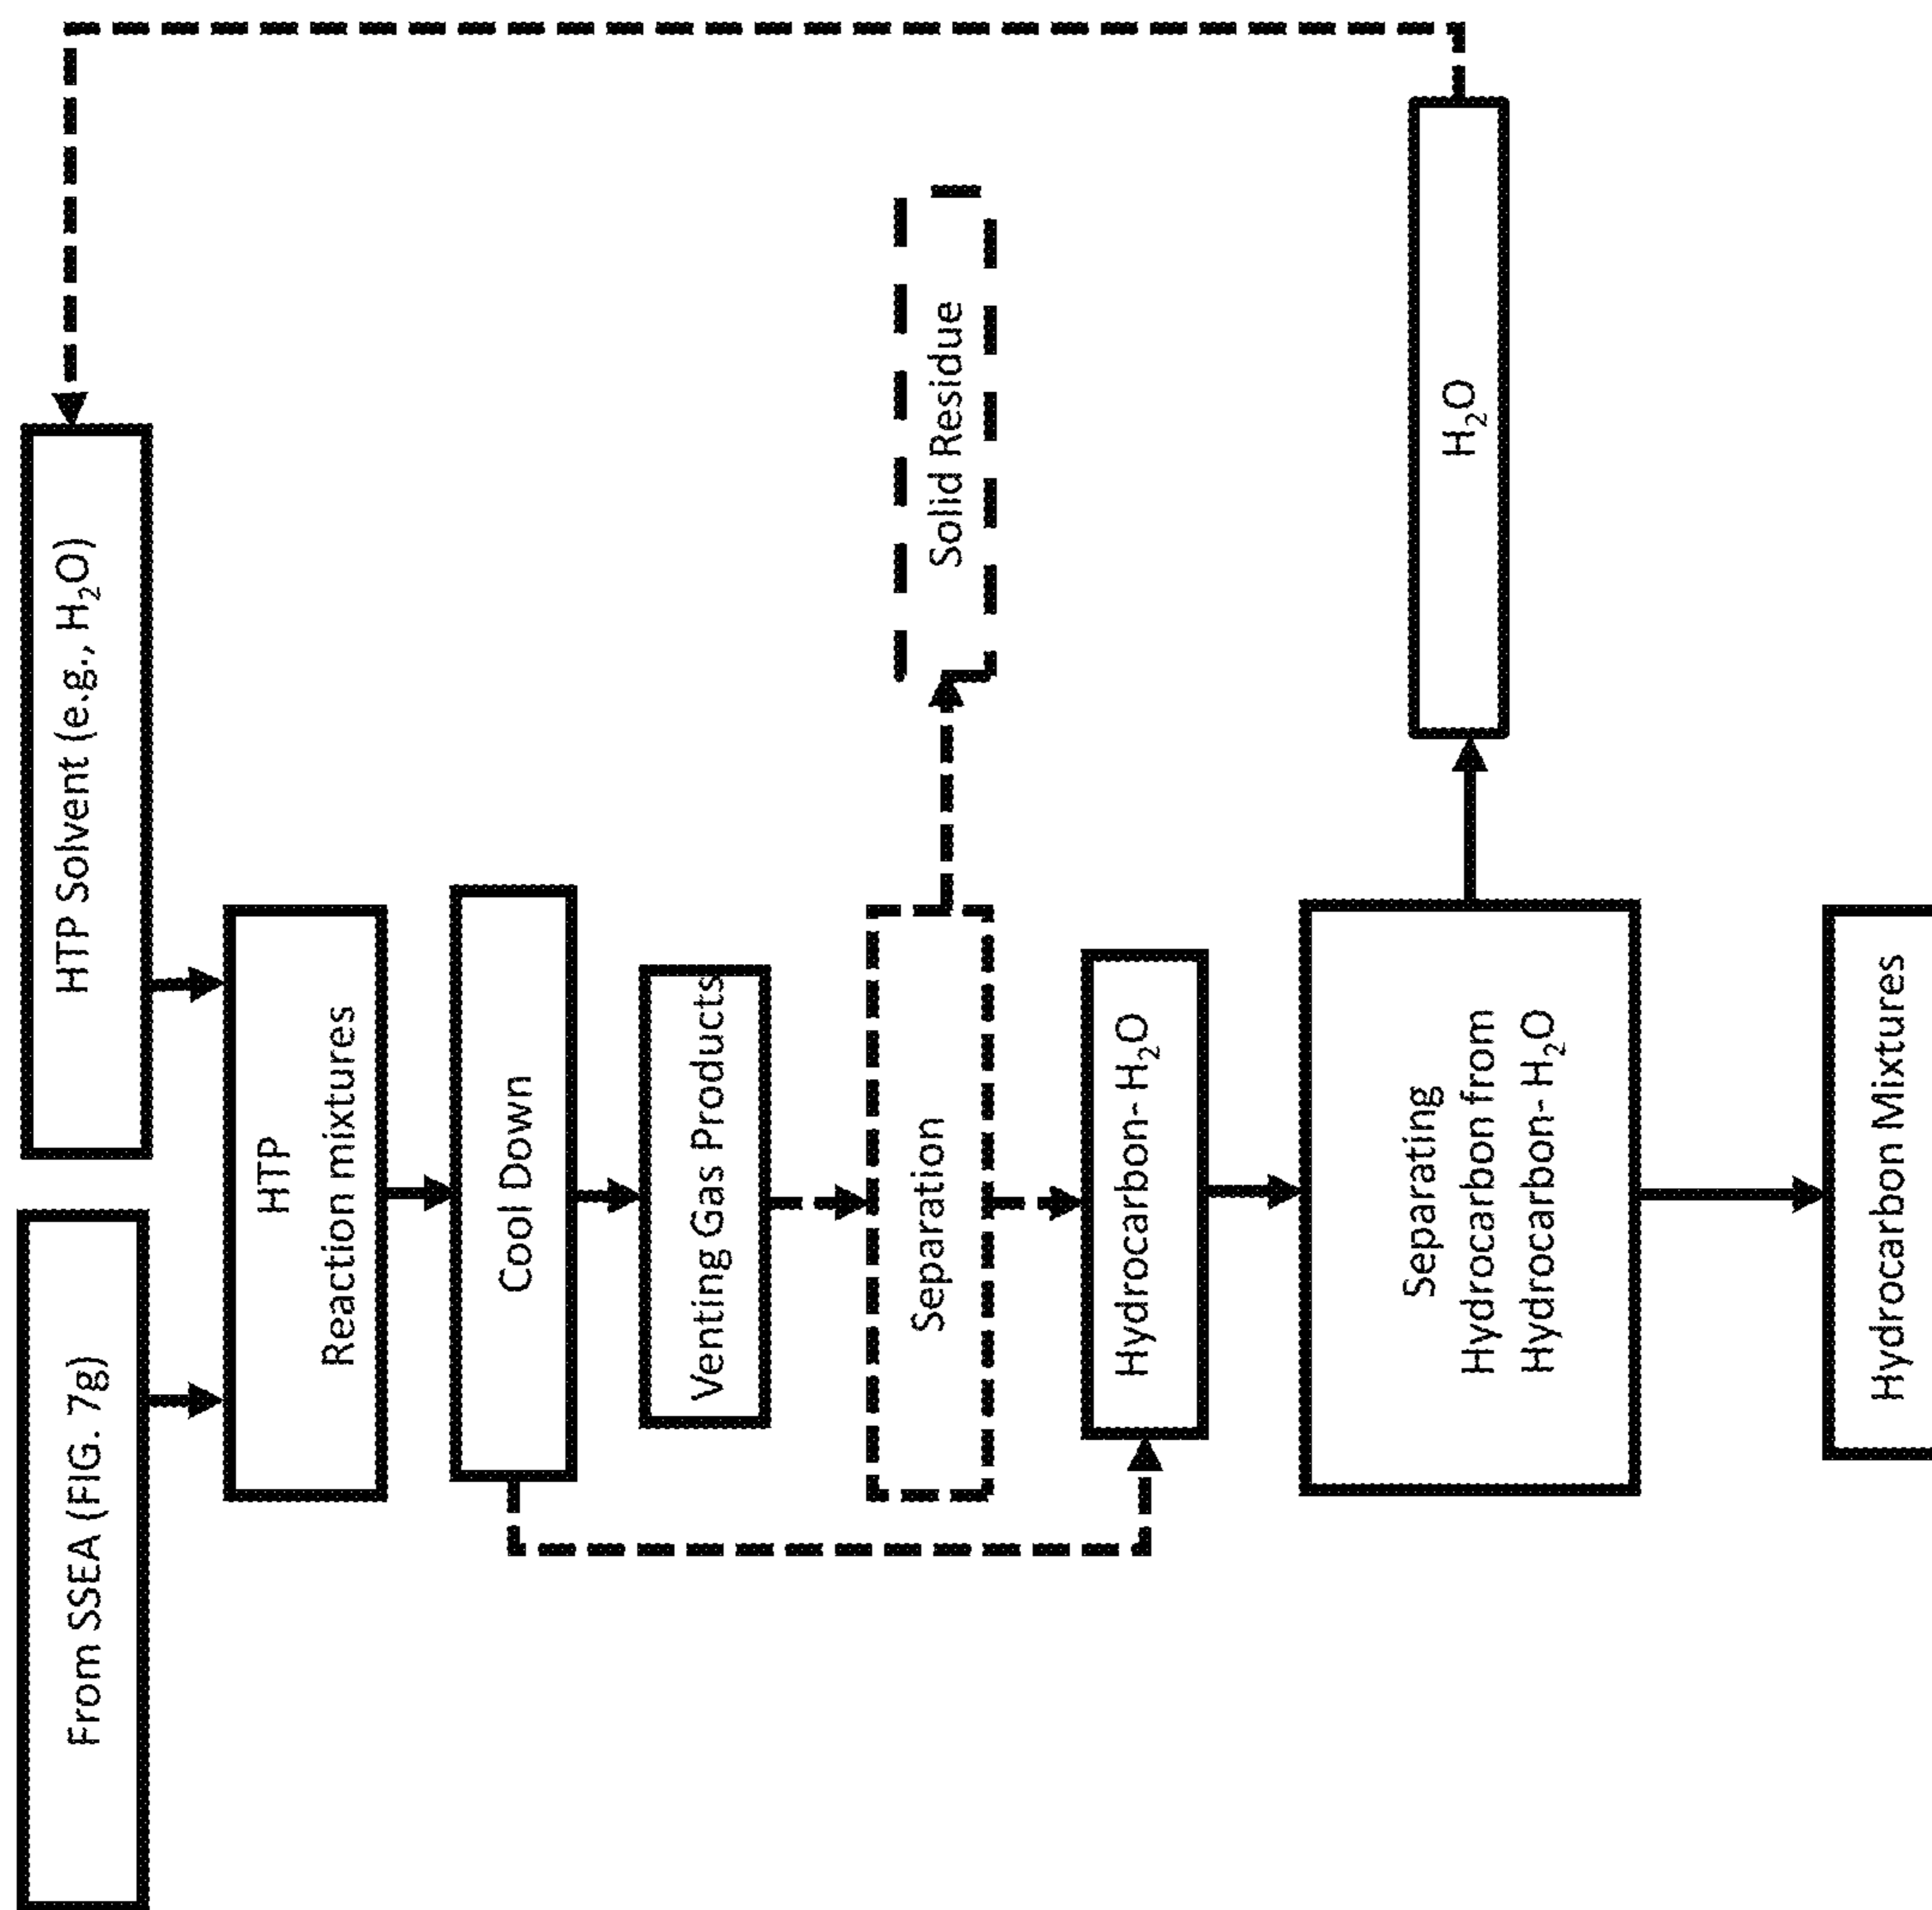 From SSEA (FIG. 7g)
HTP Solvent (e.g., H₂O)
HTP
Reaction mixtures
Cool Down
Venting Gas Products
Separation
Solid Residue
Hydrocarbon- H₂O
Separating
Hydrocarbon from
Hydrocarbon- H₂O
H₂O
Hydrocarbon Mixtures